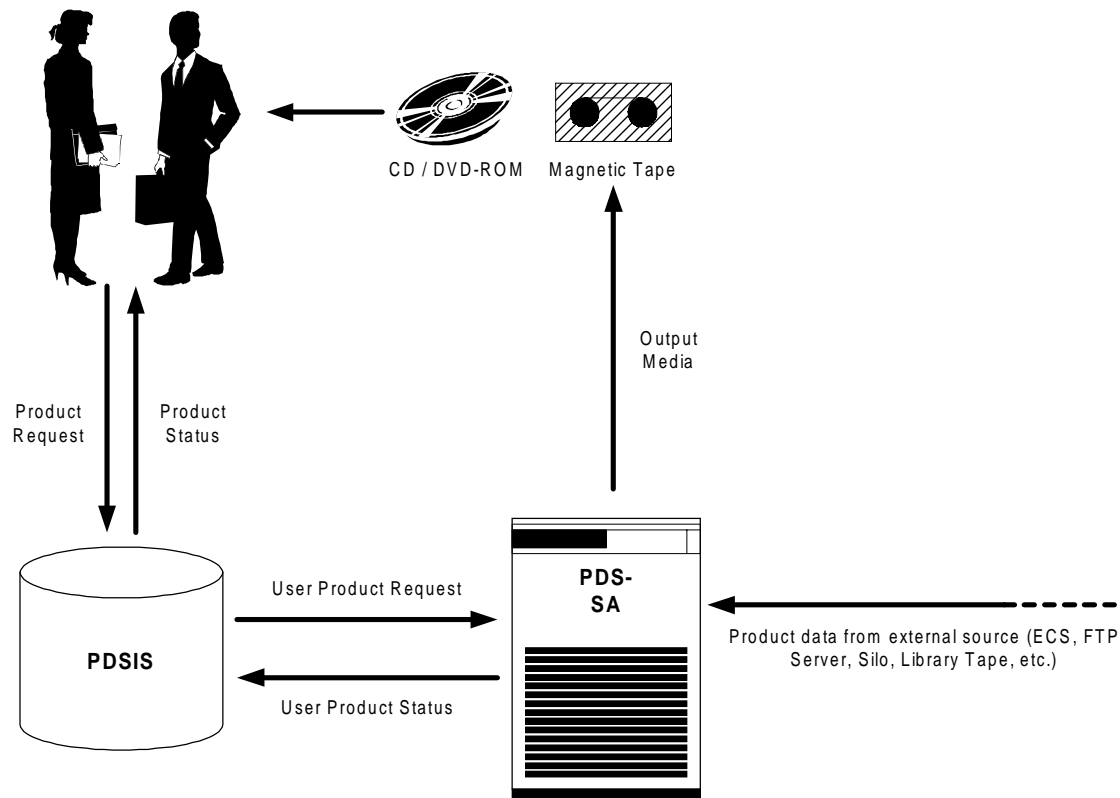 CD / DVD-ROM
Magnetic Tape
Output
Media
Product
Request
Product
Status
PDS-
SA
User Product Request
PDSIS
Product data from external source (ECS, FTP
Server, Silo, Library Tape, etc.)
User Product Status